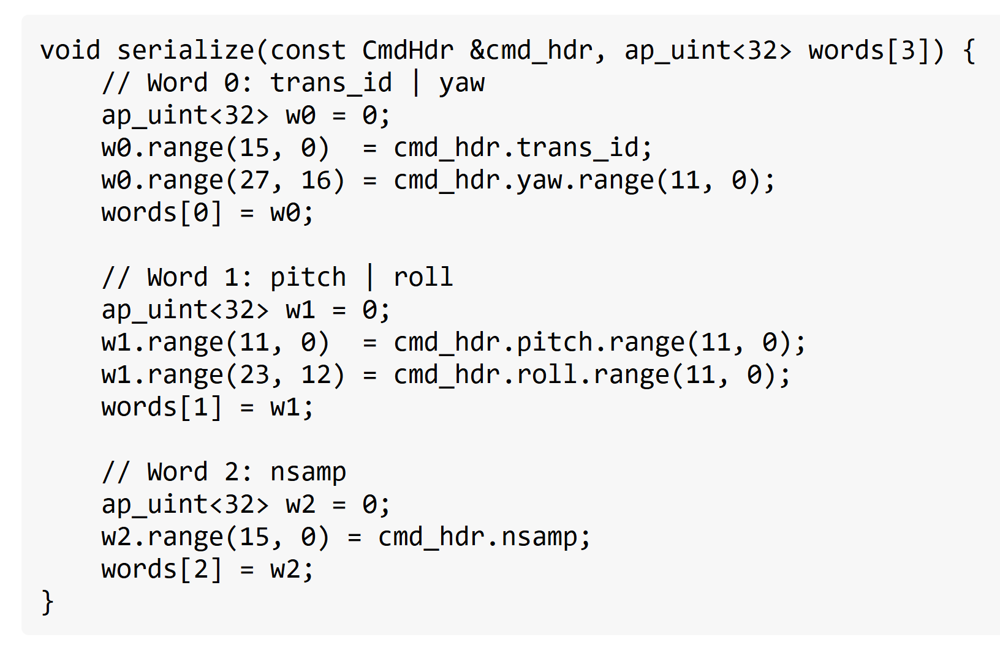 void serialize(const CmdHdr &cmd_hdr, ap_uint<32> words[3]) {
    // Word 0: trans_id | yaw
    ap_uint<32> w0 = 0;
    w0.range(15, 0)  = cmd_hdr.trans_id;
    w0.range(27, 16) = cmd_hdr.yaw.range(11, 0);
    words[0] = w0;

    // Word 1: pitch | roll
    ap_uint<32> w1 = 0;
    w1.range(11, 0)  = cmd_hdr.pitch.range(11, 0);
    w1.range(23, 12) = cmd_hdr.roll.range(11, 0);
    words[1] = w1;

    // Word 2: nsamp
    ap_uint<32> w2 = 0;
    w2.range(15, 0) = cmd_hdr.nsamp;
    words[2] = w2;
}